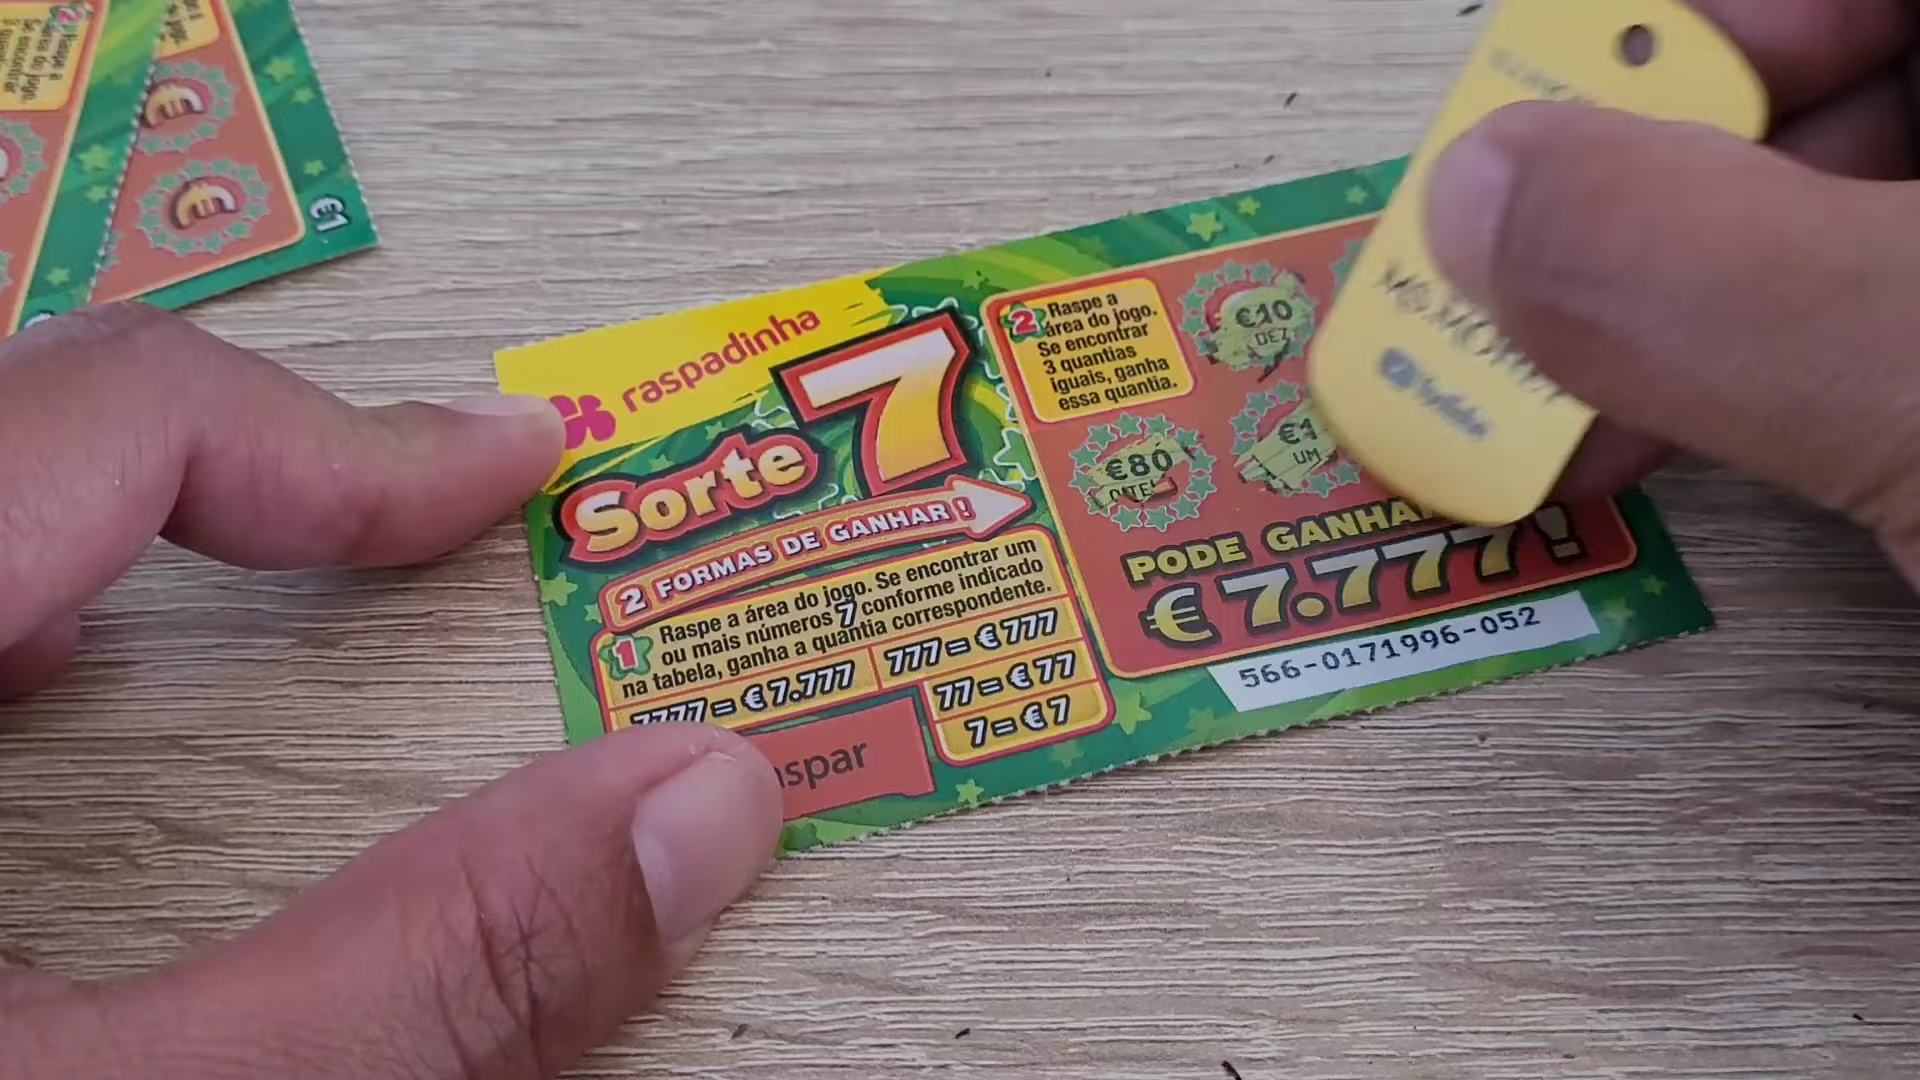 raspadinha
Sorte 7
2 FORMAS DE GANHAR!
1 Raspe a área do jogo. Se encontrar um
ou mais números 7 conforme indicado
na tabela, ganha a quantia correspondente.
7777 = € 7.777
777 = € 777
77 = € 77
7 = € 7
2 Raspe a
área do jogo.
Se encontrar
3 quantias
iguais, ganha
essa quantia.
€10
DEZ
€80
€1
UM
PODE GANHAR
€ 7.777!
566-0171996-052
€1